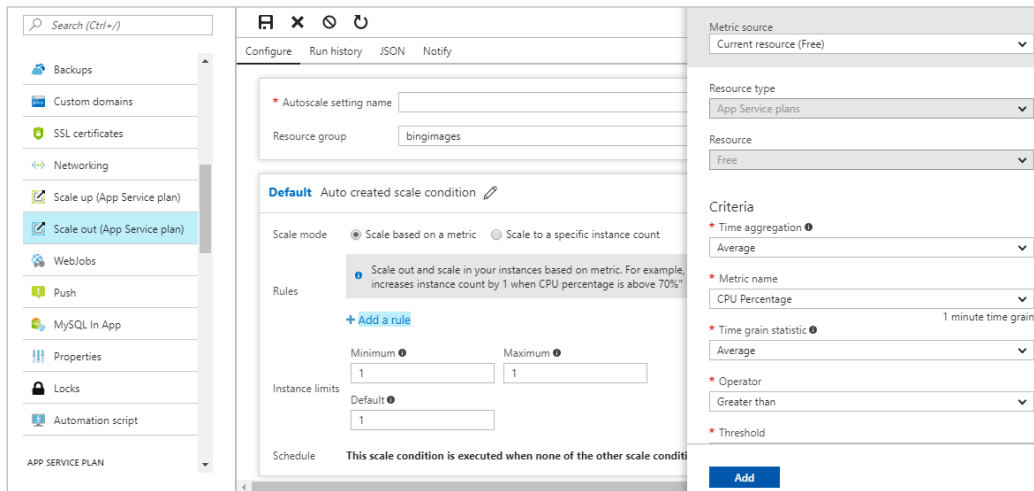 Search (Ctrl+/)
Backups
Custom domains
SSL certificates
Networking
Scale up (App Service plan)
Scale out (App Service plan)
WebJobs
Push
MySQL In App
Properties
Locks
Automation script
APP SERVICE PLAN
Configure Run history JSON Notify
* Autoscale setting name
Resource group bingimages
Default Auto created scale condition
Scale mode Scale based on a metric Scale to a specific instance count
Rules
Scale out and scale in your instances based on metric. For example,
increases instance count by 1 when CPU percentage is above 70%"
+ Add a rule
Instance limits
Minimum Maximum
1 1
Default
1
Schedule This scale condition is executed when none of the other scale conditi
Metric source
Current resource (Free)
Resource type
App Service plans
Resource
Free
Criteria
* Time aggregation
Average
* Metric name
CPU Percentage
1 minute time grain
* Time grain statistic
Average
* Operator
Greater than
* Threshold
Add